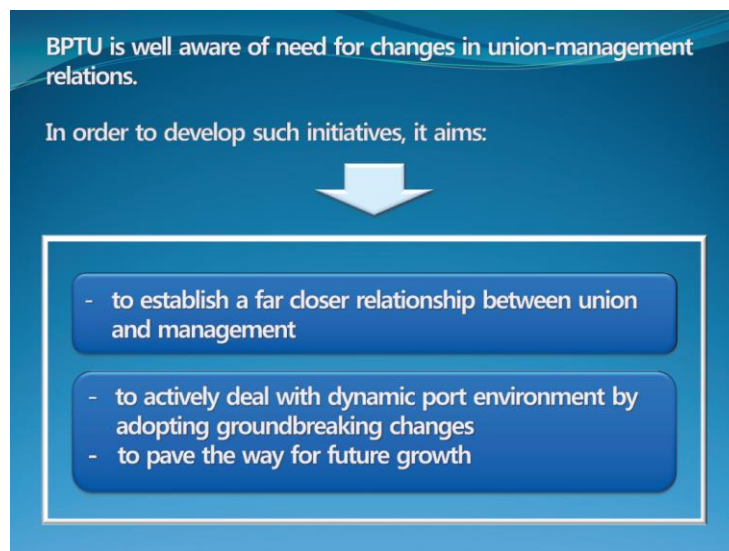 BPTU is well aware of need for changes in union-management
relations.
In order to develop such initiatives, it aims:
- to establish a far closer relationship between union
and management
- to actively deal with dynamic port environment by
adopting groundbreaking changes
- to pave the way for future growth